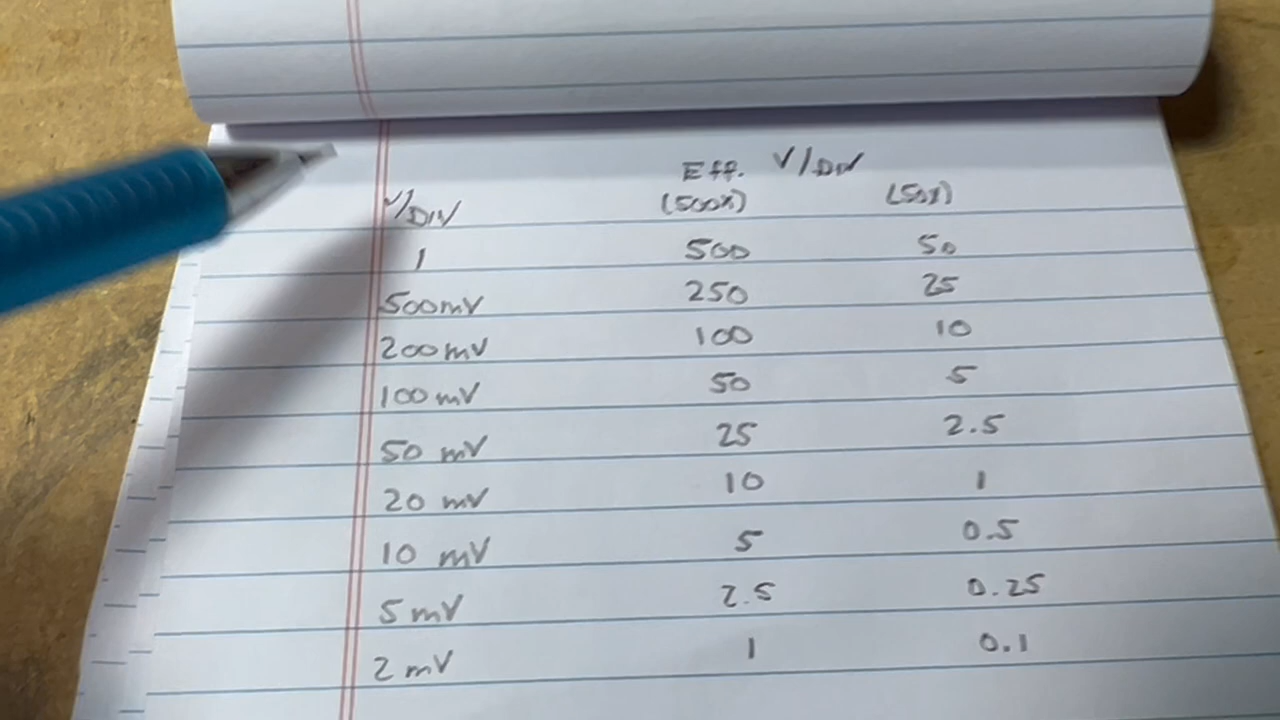 Eff. V/DIV
V/DIV (500X) (50X)
1 500 50
500mV 250 25
200mV 100 10
100mV 50 5
50 mV 25 2.5
20 mV 10 1
10 mV 5 0.5
5 mV 2.5 0.25
2 mV 1 0.1